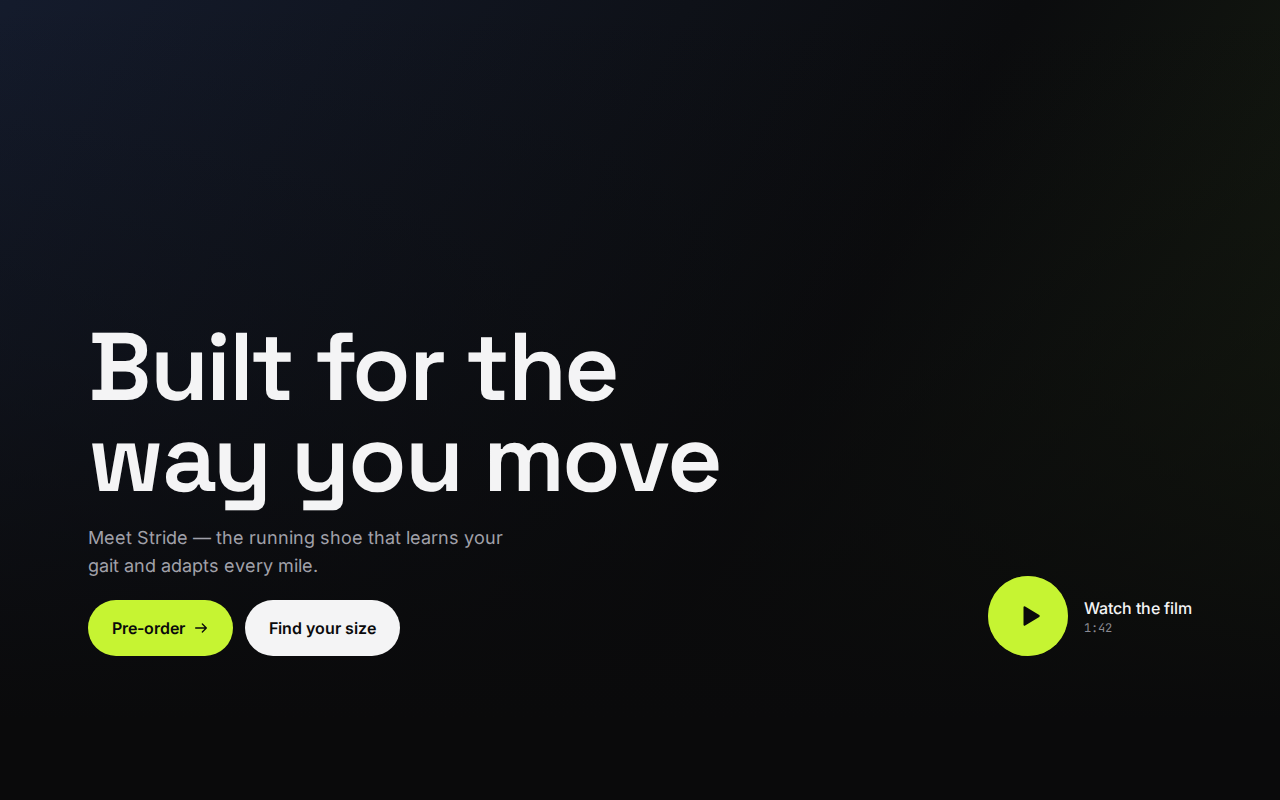 Built for the
way you move
Meet Stride — the running shoe that learns your
gait and adapts every mile.
Pre-order →
Find your size
Watch the film
1:42